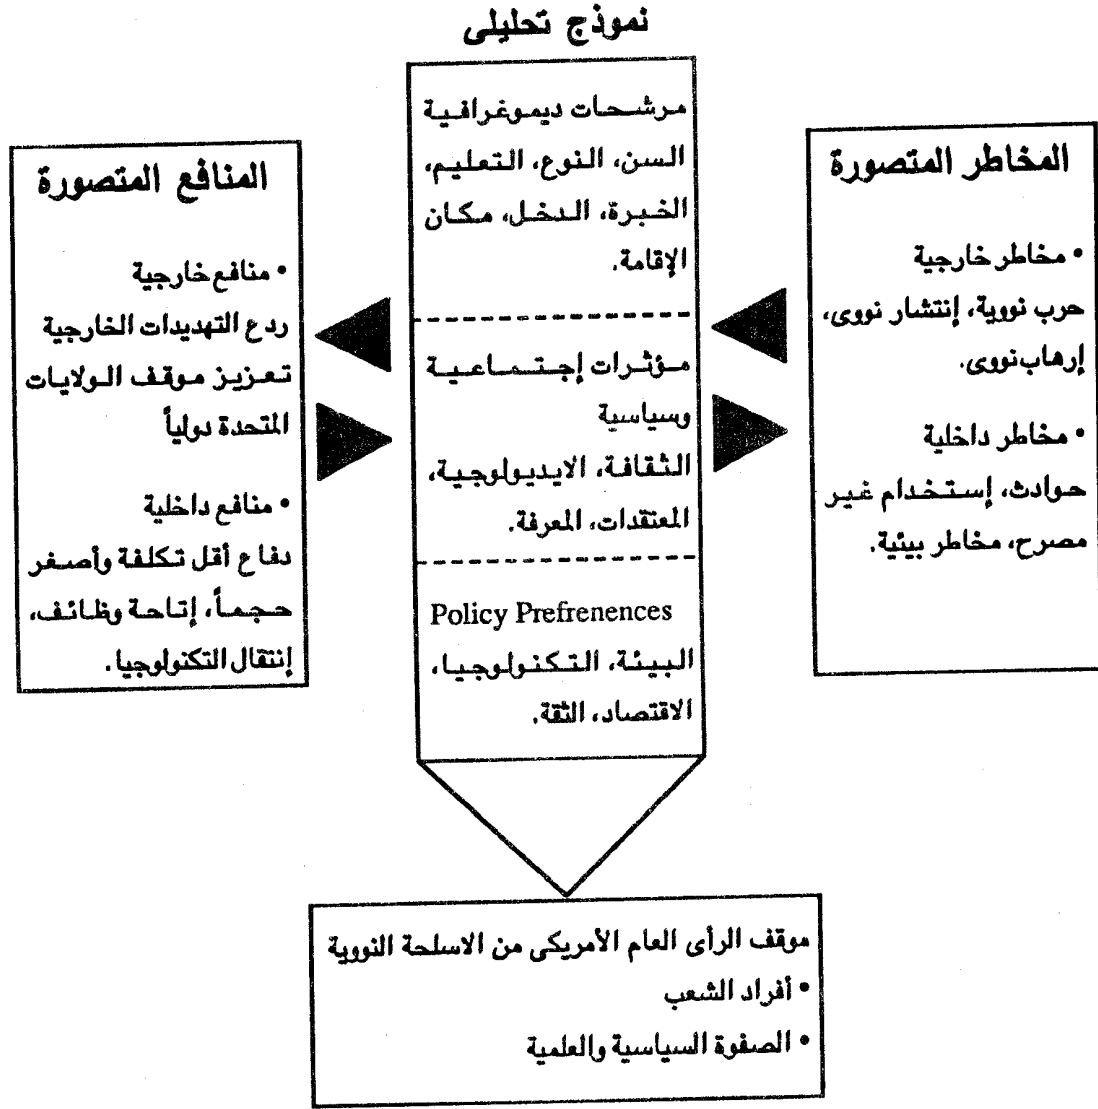 نموذج تحليلى
المخاطر المتصورة
• مخاطر خارجية
حرب نووية، إنتشار نووى،
إرهاب نووى.
• مخاطر داخلية
حوادث، إستخدام غير
مصرح، مخاطر بيئية.
مرشحات ديموغرافية
السن، النوع، التعليم،
الخبرة، الدخل، مكان
الإقامة.
مؤثرات إجتماعية
وسياسية
الثقافة، الايديولوجية،
المعتقدات، المعرفة.
Policy Prefrenences
البيئة، التكنولوجيا،
الاقتصاد، الثقة.
المنافع المتصورة
• منافع خارجية
ردع التهديدات الخارجية
تعزيز موقف الولايات
المتحدة دولياً
• منافع داخلية
دفاع أقل تكلفة وأصغر
حجماً، إتاحة وظائف،
إنتقال التكنولوجيا.
موقف الرأى العام الأمريكى من الاسلحة النووية
• أفراد الشعب
• الصفوة السياسية والعلمية